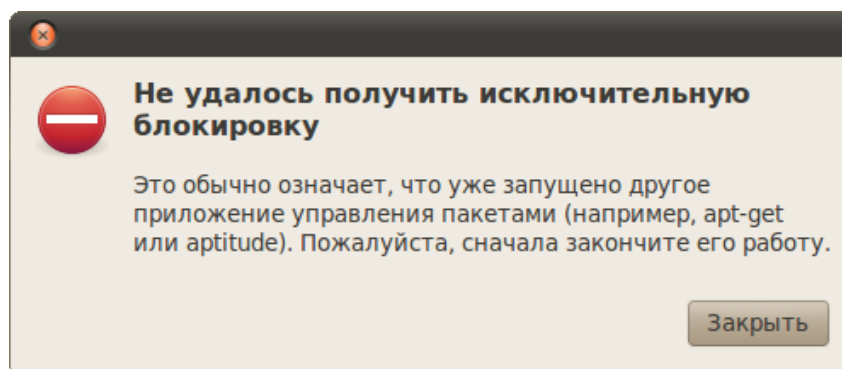 Не удалось получить исключительную
блокировку
Это обычно означает, что уже запущено другое
приложение управления пакетами (например, apt-get
или aptitude). Пожалуйста, сначала закончите его работу.
Закрыть